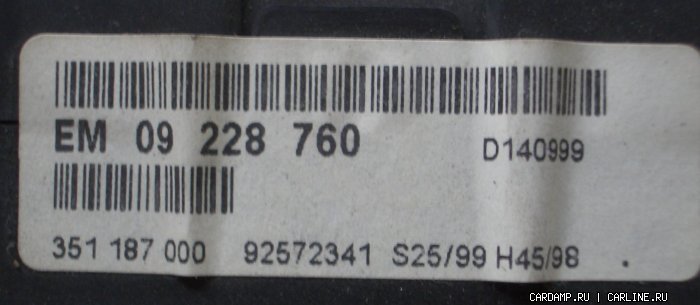 EM 09 228 760 D140999
351 187 000 92572341 S25/99 H45/98 .
CARDAMP.RU | CARLINE.RU